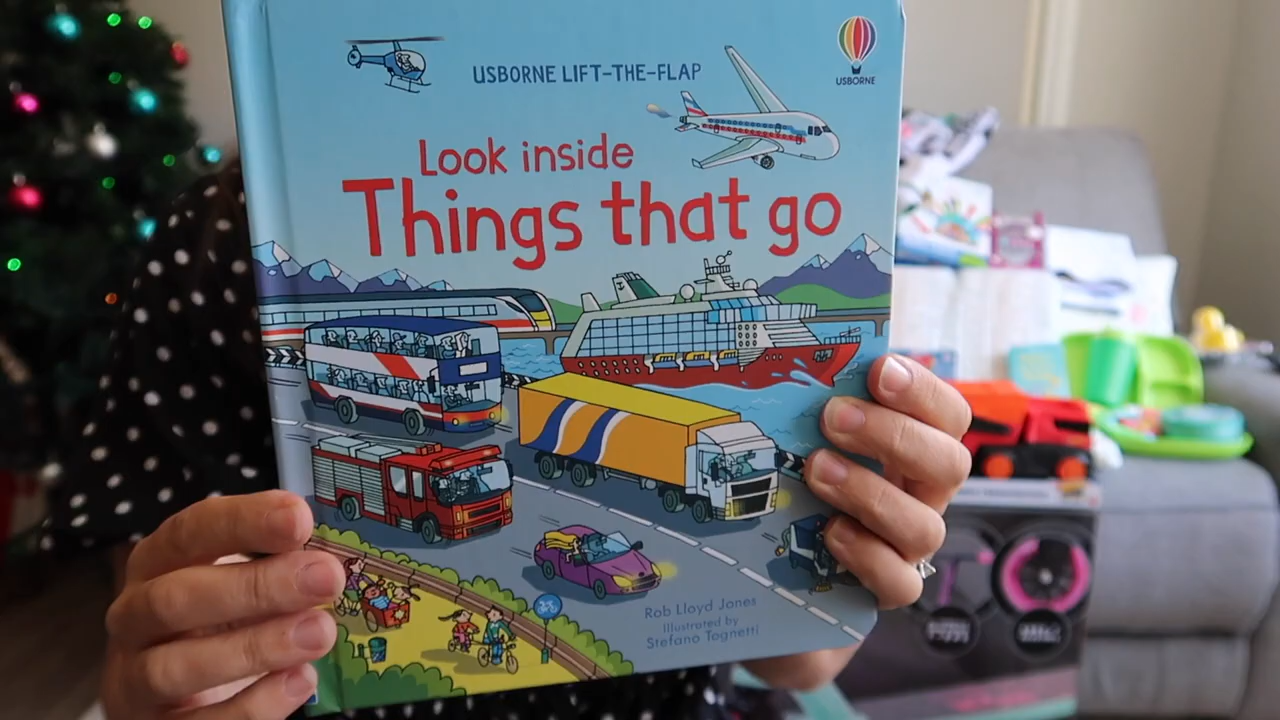 USBORNE LIFT-THE-FLAP
USBORNE
Look inside
Things that go
Rob Lloyd Jones
Illustrated by
Stefano Tognetti